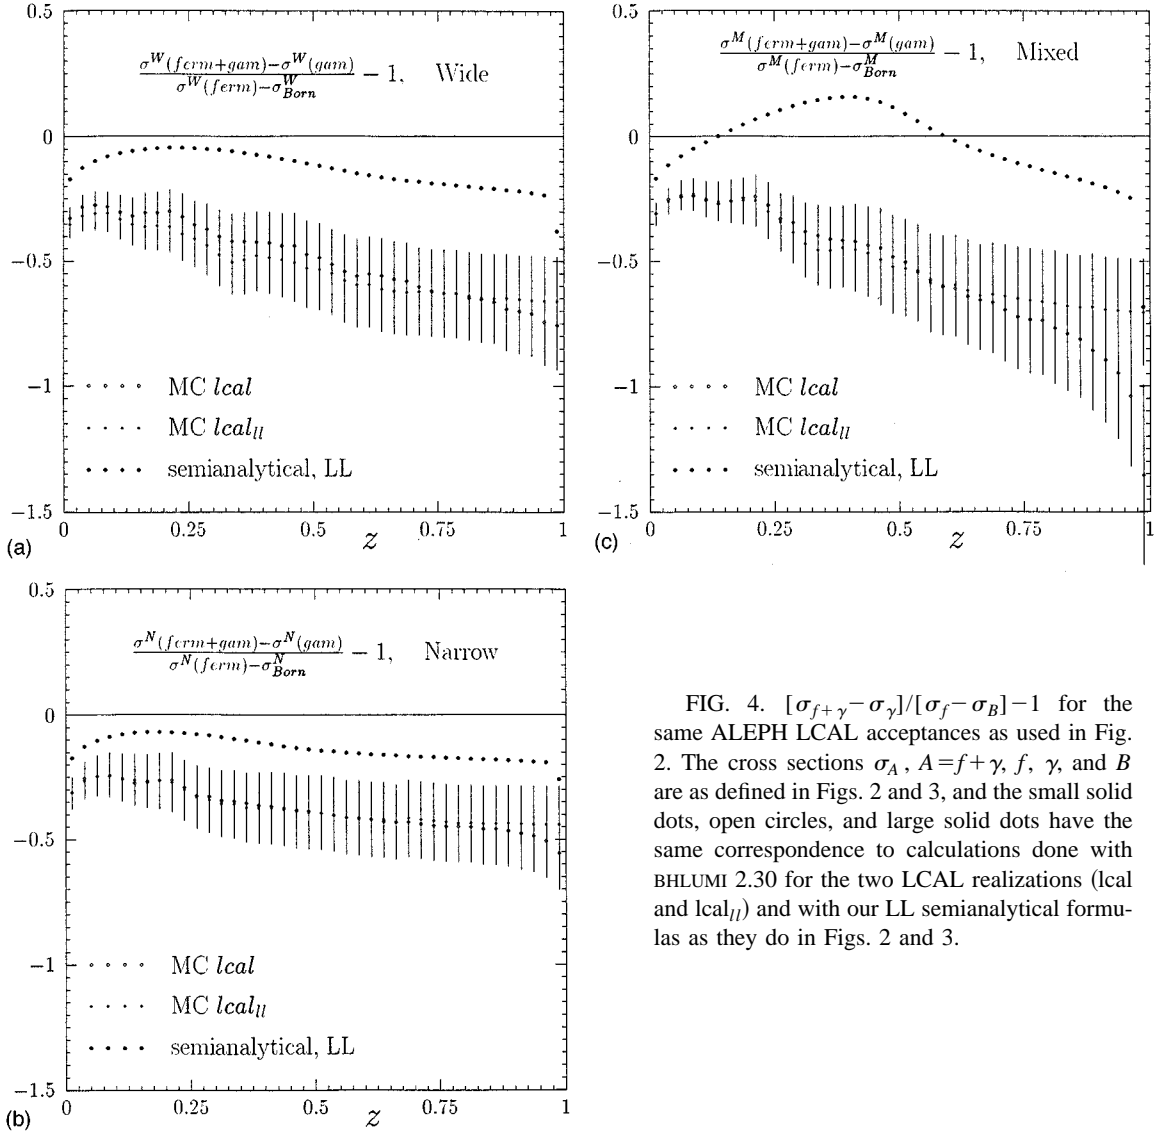 0.5
0
−0.5
−1
−1.5
σ^W(ferm+gam)−σ^W(gam)
σ^W(ferm)−σ^W_Born
− 1, Wide
MC lcal
MC lcal_ll
semianalytical, LL
0 0.25 0.5 0.75 1
z
(a)
0.5
0
−0.5
−1
−1.5
σ^M(ferm+gam)−σ^M(gam)
σ^M(ferm)−σ^M_Born
− 1, Mixed
MC lcal
MC lcal_ll
semianalytical, LL
0 0.25 0.5 0.75 1
z
(c)
0.5
0
−0.5
−1
−1.5
σ^N(ferm+gam)−σ^N(gam)
σ^N(ferm)−σ^N_Born
− 1, Narrow
MC lcal
MC lcal_ll
semianalytical, LL
0 0.25 0.5 0.75 1
z
(b)
FIG. 4. [σ_{f+γ}−σ_γ]/[σ_f−σ_B]−1 for the
same ALEPH LCAL acceptances as used in Fig.
2. The cross sections σ_A, A=f+γ, f, γ, and B
are as defined in Figs. 2 and 3, and the small solid
dots, open circles, and large solid dots have the
same correspondence to calculations done with
BHLUMI 2.30 for the two LCAL realizations (lcal
and lcal_ll) and with our LL semianalytical formu-
las as they do in Figs. 2 and 3.